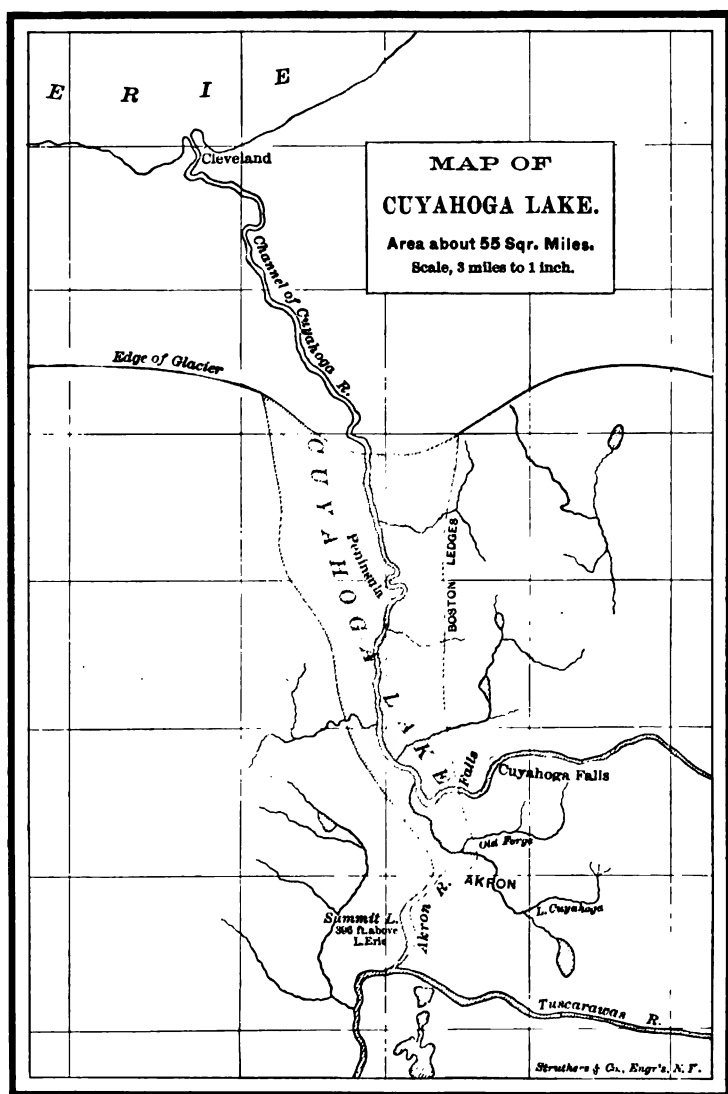 ERIE
Cleveland
MAP OF
CUYAHOGA LAKE.
Area about 55 Sqr. Miles.
Scale, 3 miles to 1 inch.
Channel of Cuyahoga R.
Edge of Glacier
CUYAHOGA LAKE
Peninsula
BOSTON LEDGES
Falls
Cuyahoga Falls
Old Forge
AKRON
L. Cuyahoga
Summit L.
396 ft. above
L. Erie
Akron R.
Tuscarawas R.
Struthers & Co., Engr's, N. Y.